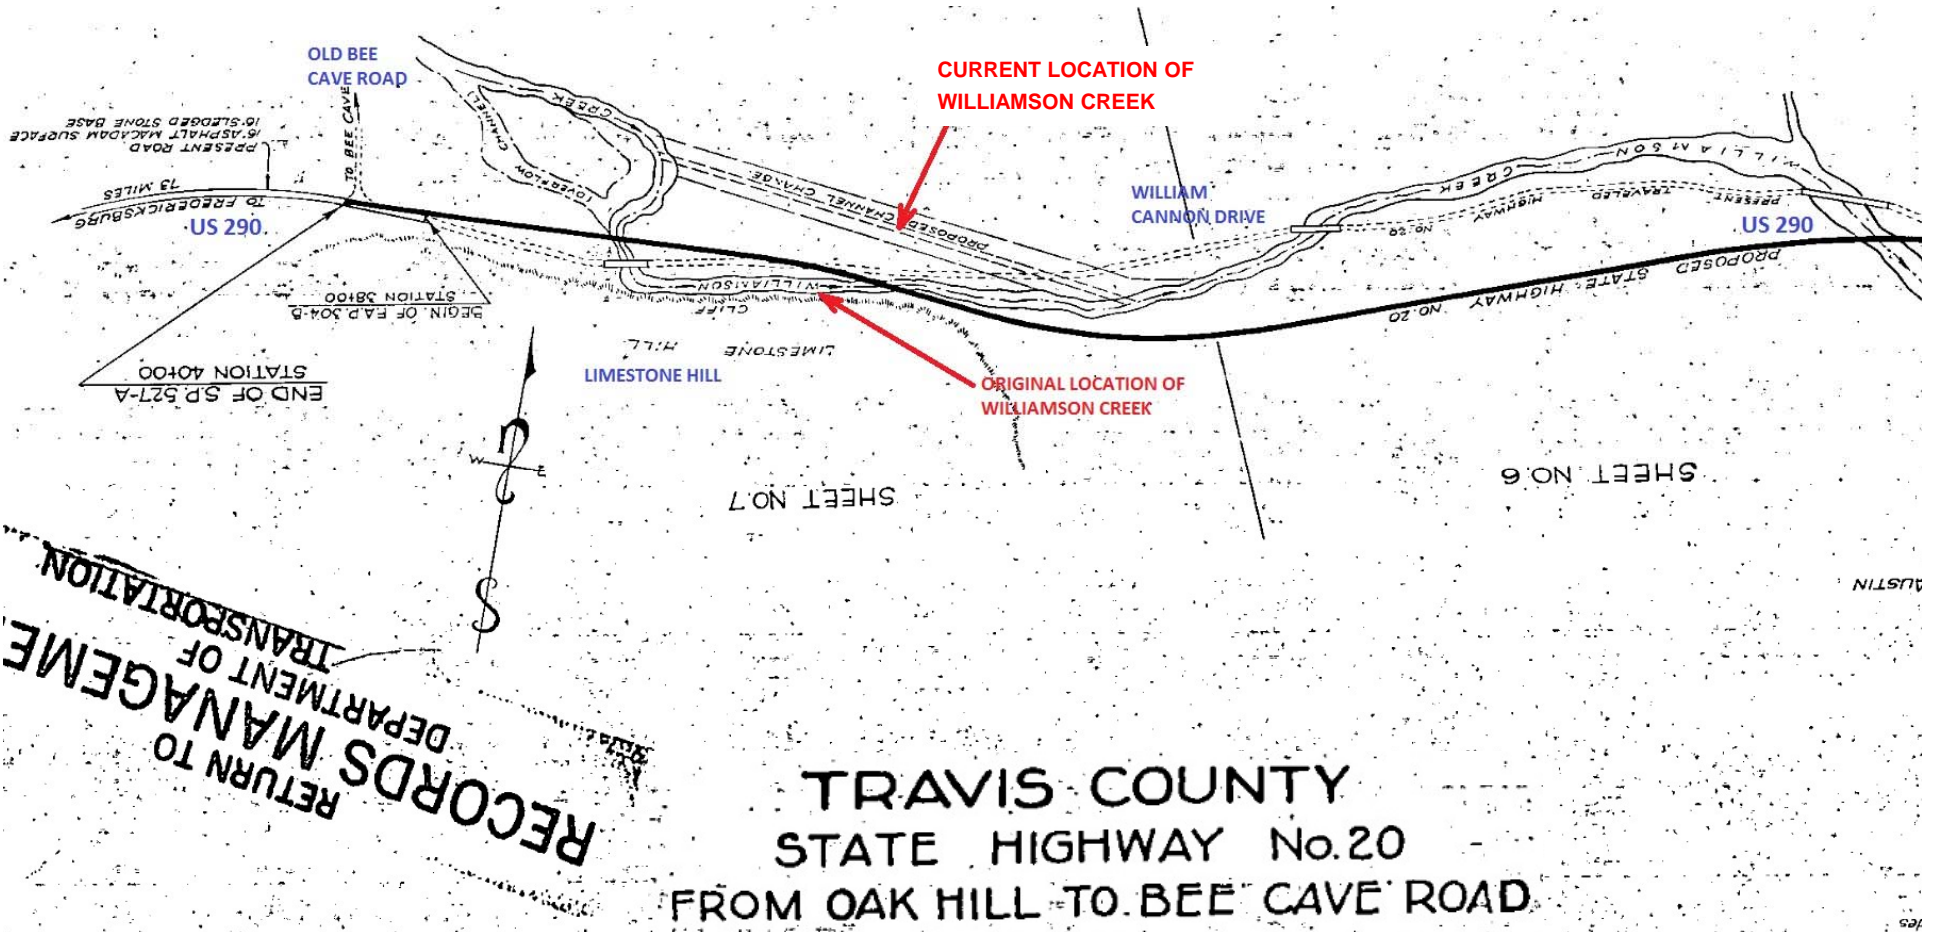 OLD BEE
CAVE ROAD
TO BEE CAVE
PRESENT ROAD
16' ASPHALT MACADAM SURFACE
16' SLEDGED STONE BASE
TO FREDERICKSBURG
73 MILES
US 290
CREEK
(OVERFLOW CHANNEL)
CURRENT LOCATION OF
WILLIAMSON CREEK
PROPOSED CHANNEL CHANGE
WILLIAM
CANNON DRIVE
WILLIAMSON CREEK
PRESENT TRAVELED HIGHWAY NO. 20
US 290
PROPOSED STATE HIGHWAY NO. 20
BEGIN. OF F.A.P. 304-B
STATION 38+00
END OF S.P. 527-A
STATION 40+00
WILLIAMSON
CLIFF
LIMESTONE HILL
LIMESTONE HILL
ORIGINAL LOCATION OF
WILLIAMSON CREEK
n
W E
S
SHEET NO. 7
SHEET NO. 6
AUSTIN
RETURN TO
RECORDS MANAGEME
DEPARTMENT OF
TRANSPORTATION
TRAVIS COUNTY
STATE HIGHWAY No. 20
FROM OAK HILL TO BEE CAVE ROAD